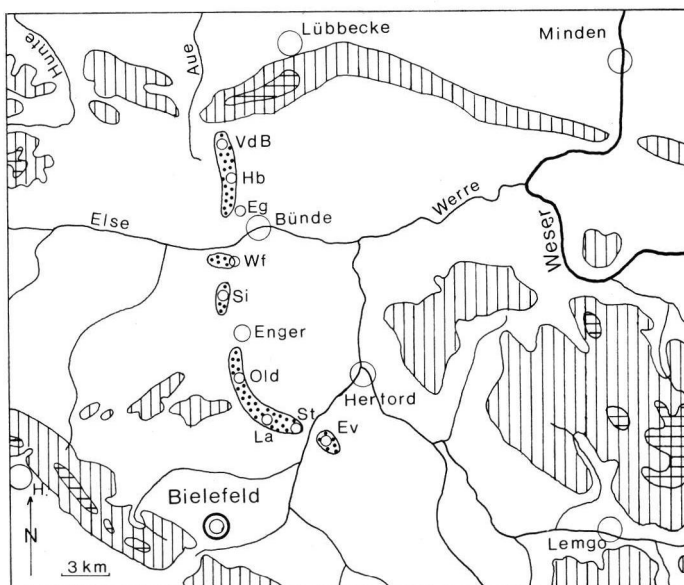 Lübbecke
Minden
Hunte
Aue
VdB
Hb
Eg
Else
Bünde
Werre
Weser
Wf
Si
Enger
Old
Herford
St
La
Ev
H.
Bielefeld
N
Lemgo
3 km